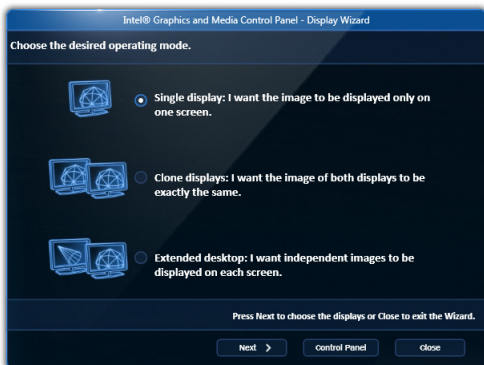 Intel® Graphics and Media Control Panel - Display Wizard
Choose the desired operating mode.
Single display: I want the image to be displayed only on
one screen.
Clone displays: I want the image of both displays to be
exactly the same.
Extended desktop: I want independent images to be
displayed on each screen.
Press Next to choose the displays or Close to exit the Wizard.
Next >
Control Panel
Close